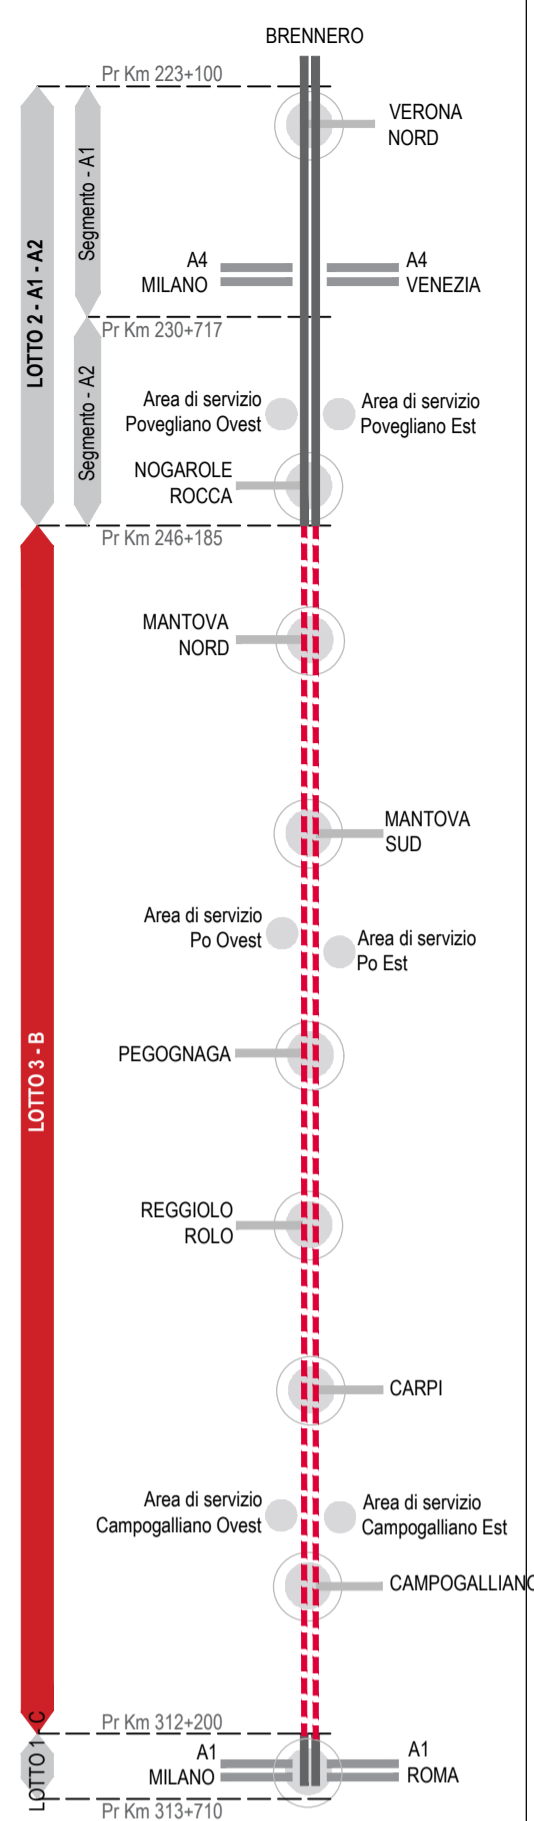 BRENNERO
Pr Km 223+100
VERONA
NORD
Segmento - A1
LOTTO 2 - A1 - A2
A4
MILANO
A4
VENEZIA
Pr Km 230+717
Segmento - A2
Area di servizio
Povegliano Ovest
Area di servizio
Povegliano Est
NOGAROLE
ROCCA
Pr Km 246+185
MANTOVA
NORD
MANTOVA
SUD
Area di servizio
Po Ovest
Area di servizio
Po Est
LOTTO 3 - B
PEGOGNAGA
REGGIOLO
ROLO
CARPI
Area di servizio
Campogalliano Ovest
Area di servizio
Campogalliano Est
CAMPOGALLIANO
Pr Km 312+200
LOTTO 1 C
A1
MILANO
A1
ROMA
Pr Km 313+710